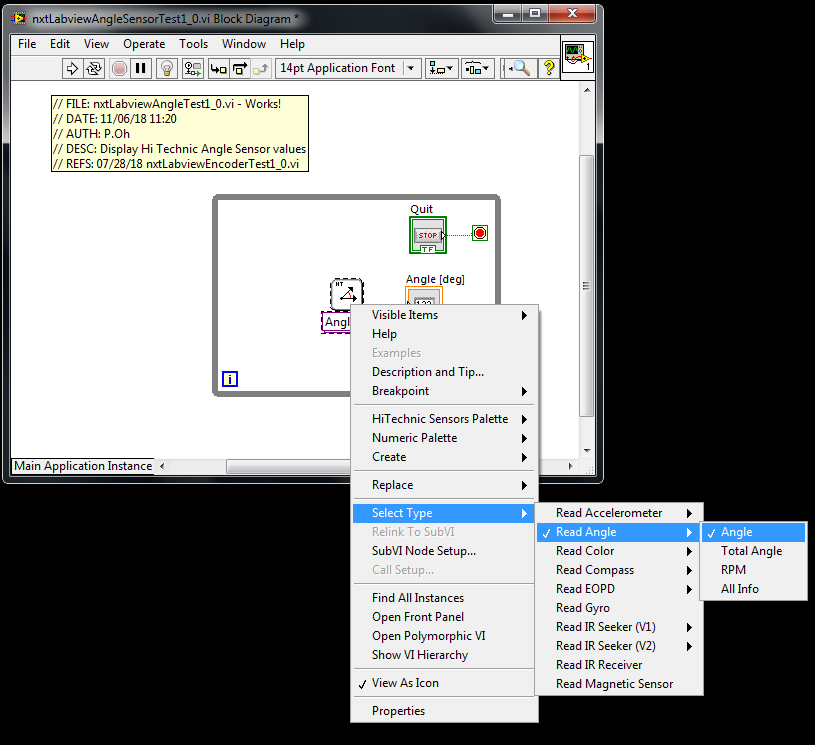 nxtLabviewAngleSensorTest1_0.vi Block Diagram *
File Edit View Operate Tools Window Help
14pt Application Font
?
1
// FILE: nxtLabviewAngleTest1_0.vi - Works!
// DATE: 11/06/18 11:20
// AUTH: P.Oh
// DESC: Display Hi Technic Angle Sensor values
// REFS: 07/28/18 nxtLabviewEncoderTest1_0.vi
Quit
STOP
TF
Angle [deg]
NT
Angl
i
Main Application Instance
Visible Items
Help
Examples
Description and Tip...
Breakpoint
HiTechnic Sensors Palette
Numeric Palette
Create
Replace
Select Type
Relink To SubVI
SubVI Node Setup...
Call Setup...
Find All Instances
Open Front Panel
Open Polymorphic VI
Show VI Hierarchy
View As Icon
Properties
Read Accelerometer
Read Angle
Read Color
Read Compass
Read EOPD
Read Gyro
Read IR Seeker (V1)
Read IR Seeker (V2)
Read IR Receiver
Read Magnetic Sensor
Angle
Total Angle
RPM
All Info